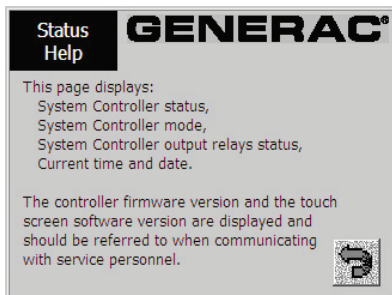 Status
Help
GENERAC®
This page displays:
System Controller status,
System Controller mode,
System Controller output relays status,
Current time and date.
The controller firmware version and the touch
screen software version are displayed and
should be referred to when communicating
with service personnel.